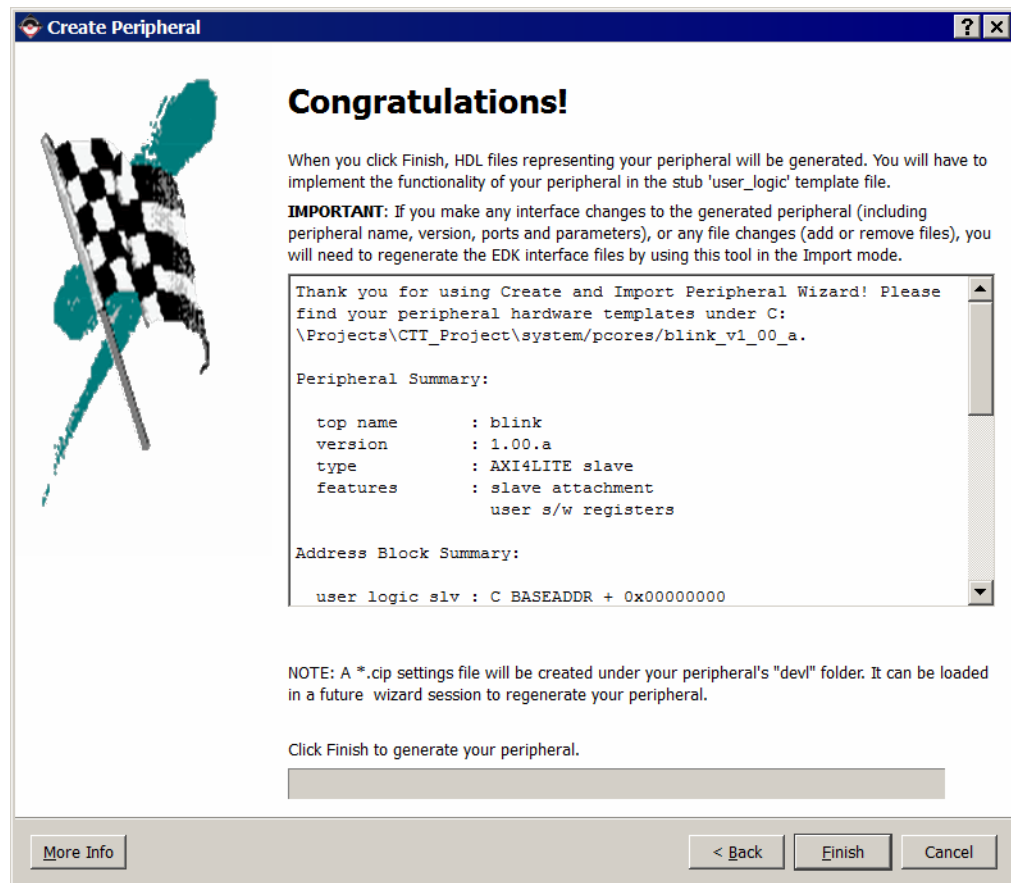 Create Peripheral
Congratulations!
When you click Finish, HDL files representing your peripheral will be generated. You will have to
implement the functionality of your peripheral in the stub 'user_logic' template file.
IMPORTANT: If you make any interface changes to the generated peripheral (including
peripheral name, version, ports and parameters), or any file changes (add or remove files), you
will need to regenerate the EDK interface files by using this tool in the Import mode.
Thank you for using Create and Import Peripheral Wizard! Please
find your peripheral hardware templates under C:
\Projects\CTT_Project\system/pcores/blink_v1_00_a.
Peripheral Summary:
top name : blink
version : 1.00.a
type : AXI4LITE slave
features : slave attachment
user s/w registers
Address Block Summary:
user logic slv : C BASEADDR + 0x00000000
NOTE: A *.cip settings file will be created under your peripheral's "devl" folder. It can be loaded
in a future wizard session to regenerate your peripheral.
Click Finish to generate your peripheral.
More Info
< Back
Finish
Cancel